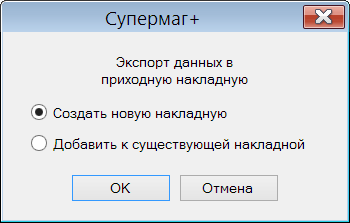 Супермаг+
Экспорт данных в
приходную накладную
Создать новую накладную
Добавить к существующей накладной
OK
Отмена